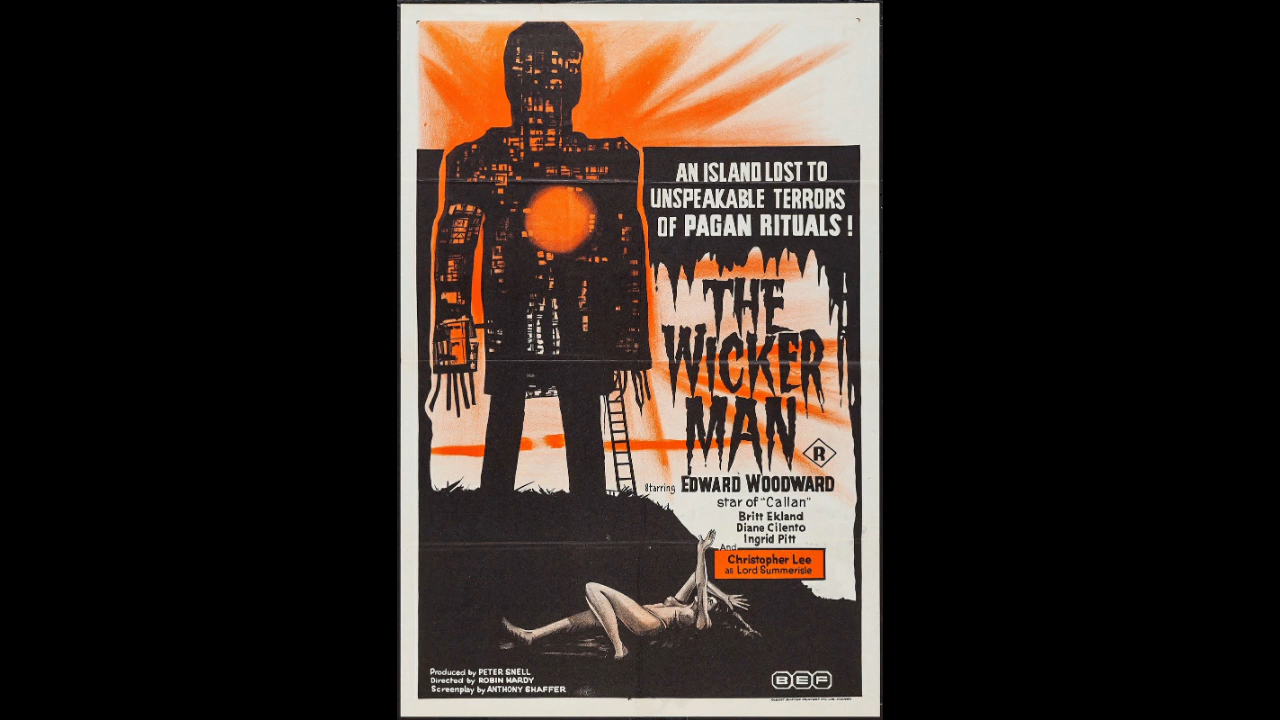 AN ISLAND LOST TO
UNSPEAKABLE TERRORS
OF PAGAN RITUALS!
THE
WICKER
MAN
R
Starring EDWARD WOODWARD
star of "Callan"
Britt Ekland
Diane Cilento
Ingrid Pitt
And
Christopher Lee
as Lord Summerisle
Produced by PETER SNELL
Directed by ROBIN HARDY
Screenplay by ANTHONY SHAFFER
BEF